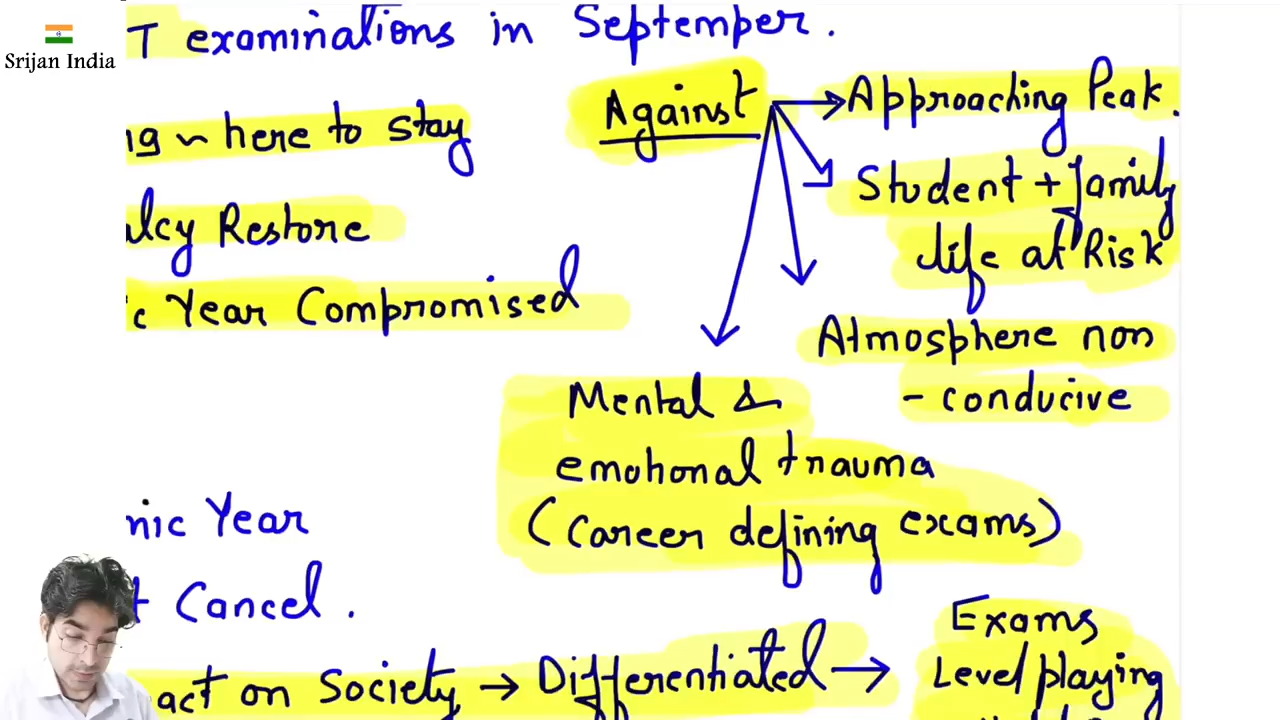 Srijan India
T examinations in September.
Against
Approaching Peak.
19 ~ here to stay
Student + family
life at Risk
alcy Restore
c Year Compromised
Atmosphere non
- conducive
Mental &
emotional trauma
(Career defining exams)
nic Year
t Cancel.
Exams
act on Society → Differentiated →
Level playing